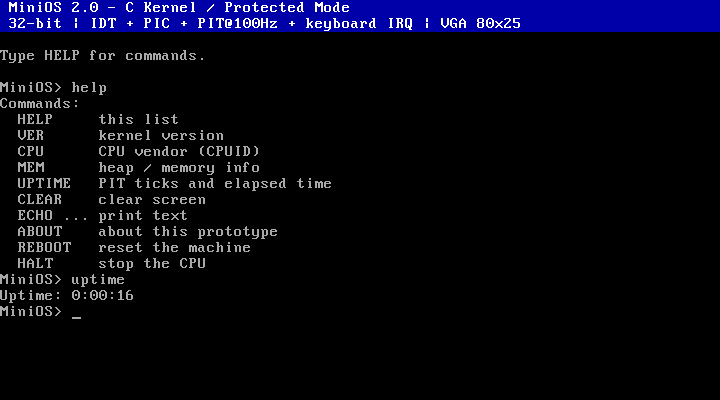 MiniOS 2.0 - C Kernel / Protected Mode
32-bit ¦ IDT + PIC + PIT@100Hz + keyboard IRQ ¦ VGA 80x25
Type HELP for commands.
MiniOS> help
Commands:
HELP     this list
VER      kernel version
CPU      CPU vendor (CPUID)
MEM      heap / memory info
UPTIME   PIT ticks and elapsed time
CLEAR    clear screen
ECHO ... print text
ABOUT    about this prototype
REBOOT   reset the machine
HALT     stop the CPU
MiniOS> uptime
Uptime: 0:00:16
MiniOS> _